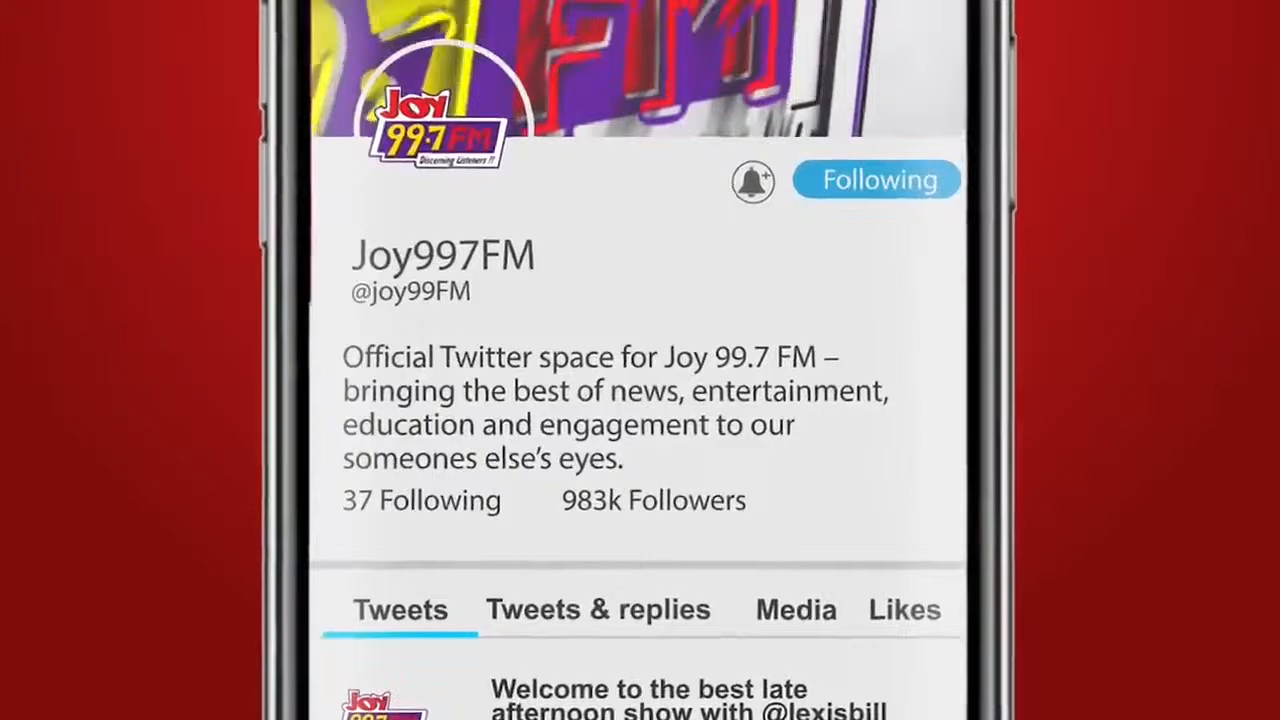 FM
JOY
99.7 FM
Discerning Listeners !!
Following
Joy997FM
@joy99FM
Official Twitter space for Joy 99.7 FM –
bringing the best of news, entertainment,
education and engagement to our
someones else's eyes.
37 Following 983k Followers
Tweets Tweets & replies Media Likes
JOY
Welcome to the best late
afternoon show with @lexisbill